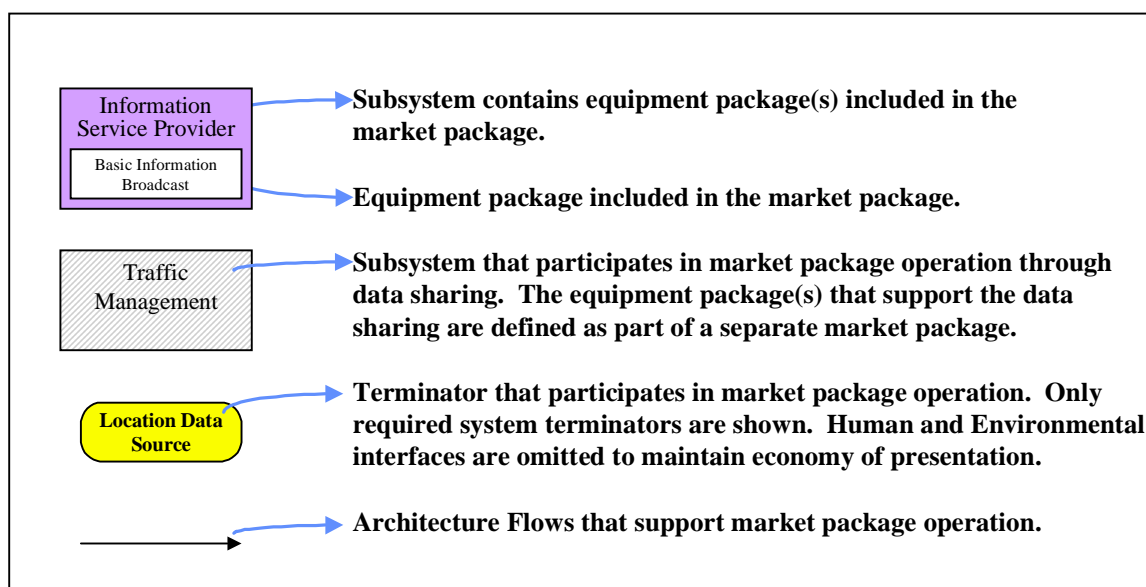 Information
Service Provider
Basic Information
Broadcast
Subsystem contains equipment package(s) included in the
market package.
Equipment package included in the market package.
Traffic
Management
Subsystem that participates in market package operation through
data sharing.  The equipment package(s) that support the data
sharing are defined as part of a separate market package.
Location Data
Source
Terminator that participates in market package operation.  Only
required system terminators are shown.  Human and Environmental
interfaces are omitted to maintain economy of presentation.
Architecture Flows that support market package operation.